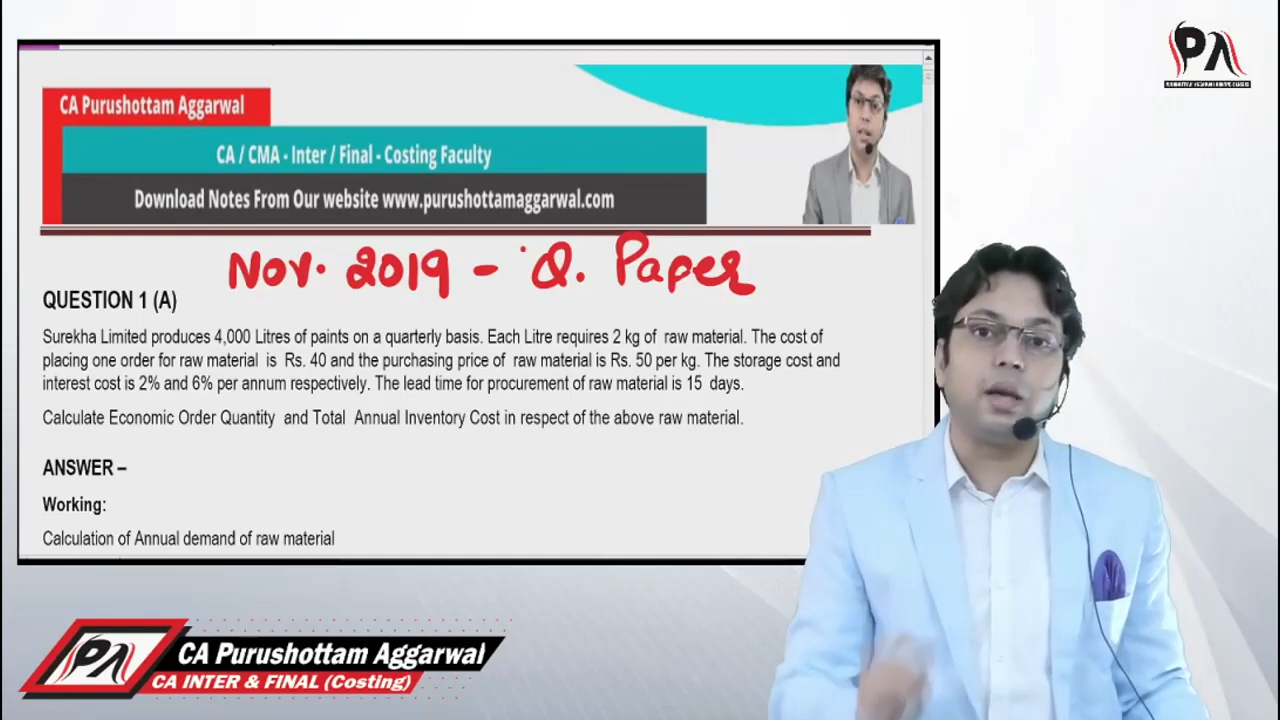 PA
CA Purushottam Aggarwal
CA / CMA - Inter / Final - Costing Faculty
Download Notes From Our website www.purushottamaggarwal.com
Nov. 2019 - Q. Paper
QUESTION 1 (A)
Surekha Limited produces 4,000 Litres of paints on a quarterly basis. Each Litre requires 2 kg of raw material. The cost of
placing one order for raw material is Rs. 40 and the purchasing price of raw material is Rs. 50 per kg. The storage cost and
interest cost is 2% and 6% per annum respectively. The lead time for procurement of raw material is 15 days.
Calculate Economic Order Quantity and Total Annual Inventory Cost in respect of the above raw material.
ANSWER –
Working:
Calculation of Annual demand of raw material
PA
CA Purushottam Aggarwal
CA INTER & FINAL (Costing)